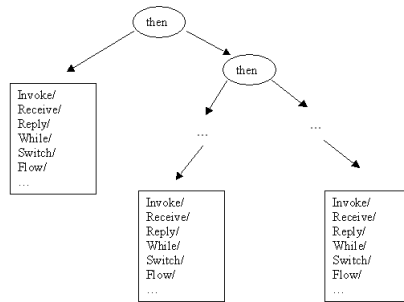 then
then
Invoke/
Receive/
Reply/
While/
Switch/
Flow/
...
...
...
Invoke/
Receive/
Reply/
While/
Switch/
Flow/
...
Invoke/
Receive/
Reply/
While/
Switch/
Flow/
...